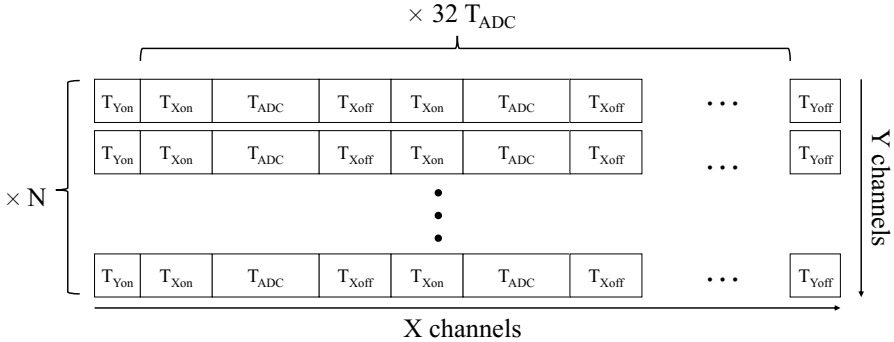 × 32 T_ADC
T_Yon T_Xon T_ADC T_Xoff T_Xon T_ADC T_Xoff ··· T_Yoff
T_Yon T_Xon T_ADC T_Xoff T_Xon T_ADC T_Xoff ··· T_Yoff
× N
T_Yon T_Xon T_ADC T_Xoff T_Xon T_ADC T_Xoff ··· T_Yoff
X channels
Y channels